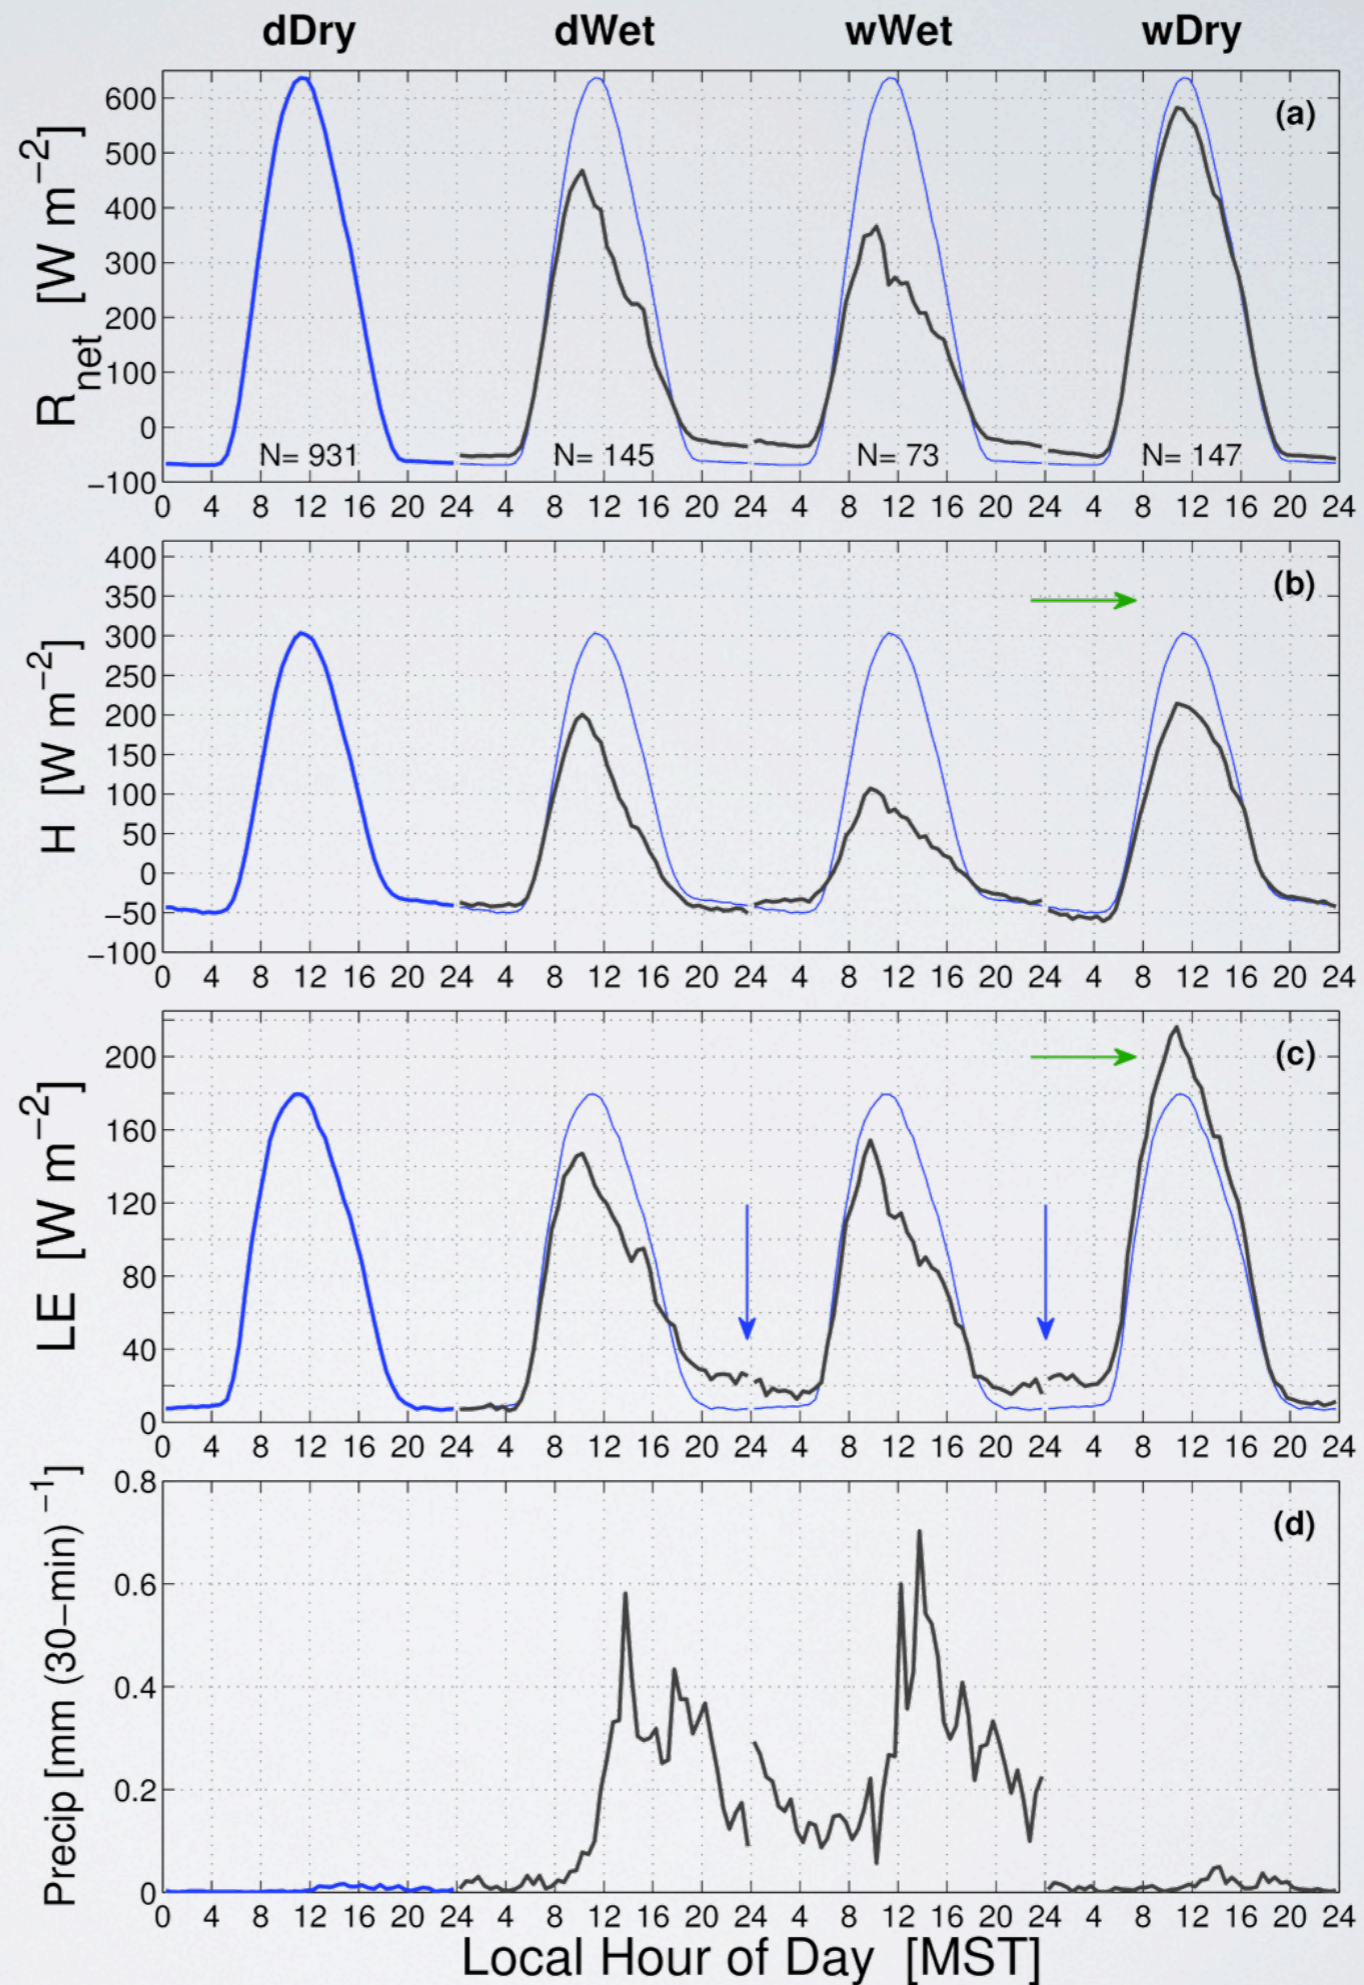 dDry dWet wWet wDry
(a)
R_net [W m⁻²]
600
500
400
300
200
100
0
−100
N= 931 N= 145 N= 73 N= 147
0 4 8 12 16 20 24 4 8 12 16 20 24 4 8 12 16 20 24 4 8 12 16 20 24
(b)
H [W m⁻²]
400
350
300
250
200
150
100
50
0
−50
−100
0 4 8 12 16 20 24 4 8 12 16 20 24 4 8 12 16 20 24 4 8 12 16 20 24
(c)
LE [W m⁻²]
200
160
120
80
40
0
0 4 8 12 16 20 24 4 8 12 16 20 24 4 8 12 16 20 24 4 8 12 16 20 24
(d)
Precip [mm (30−min) ⁻¹]
0.8
0.6
0.4
0.2
0
0 4 8 12 16 20 24 4 8 12 16 20 24 4 8 12 16 20 24 4 8 12 16 20 24
Local Hour of Day [MST]